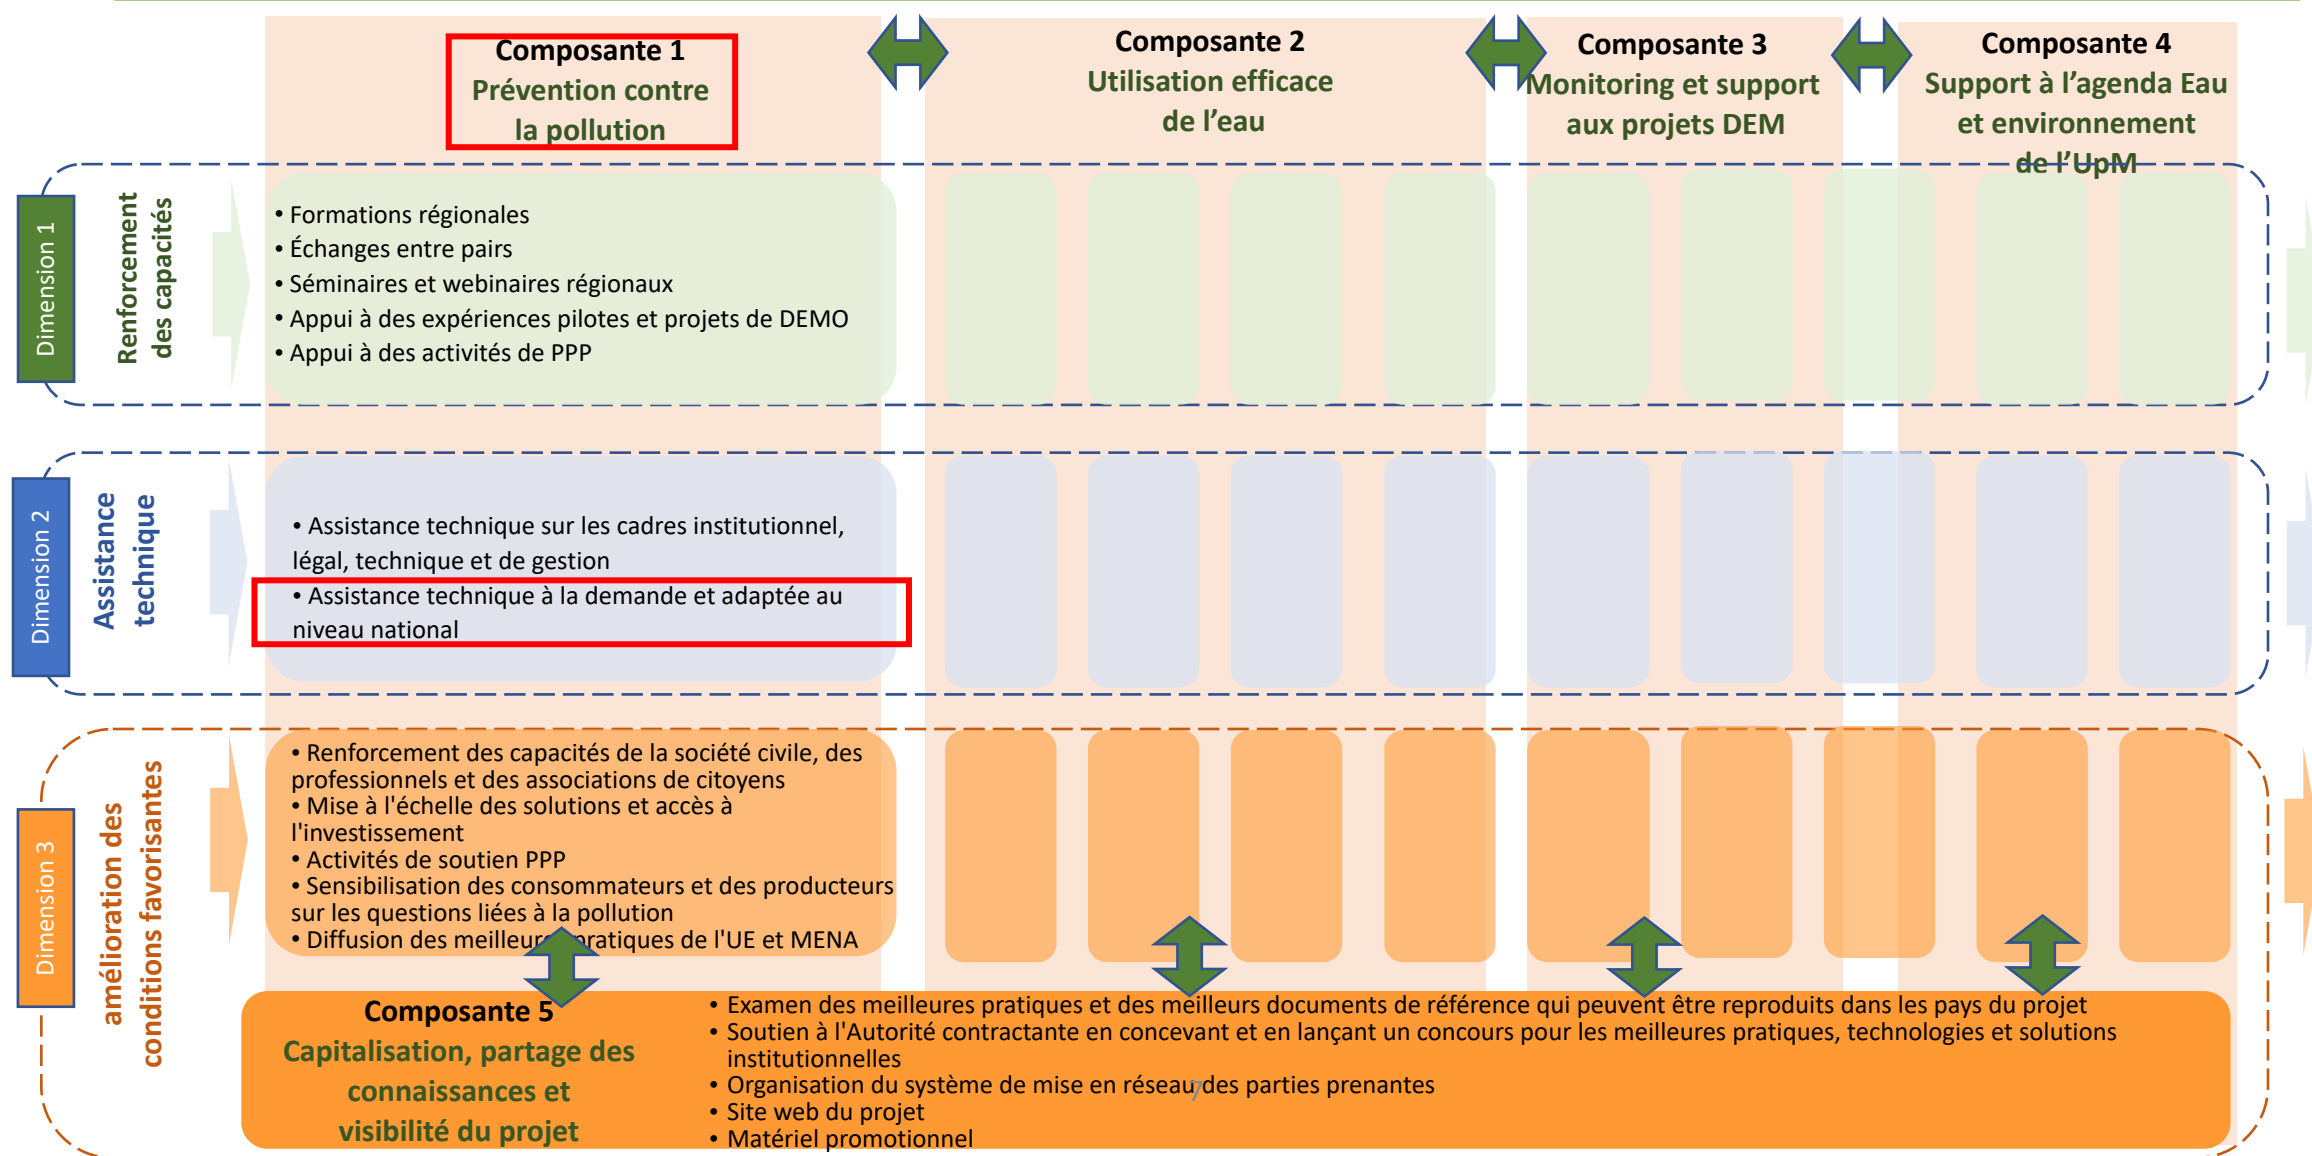 Composante 1
Prévention contre
la pollution
Composante 2
Utilisation efficace
de l'eau
Composante 3
Monitoring et support
aux projets DEM
Composante 4
Support à l'agenda Eau
et environnement
de l'UpM
Dimension 1
Renforcement
des capacités
• Formations régionales
• Échanges entre pairs
• Séminaires et webinaires régionaux
• Appui à des expériences pilotes et projets de DEMO
• Appui à des activités de PPP
Dimension 2
Assistance
technique
• Assistance technique sur les cadres institutionnel,
légal, technique et de gestion
• Assistance technique à la demande et adaptée au
niveau national
Dimension 3
amélioration des
conditions favorisantes
• Renforcement des capacités de la société civile, des
professionnels et des associations de citoyens
• Mise à l'échelle des solutions et accès à
l'investissement
• Activités de soutien PPP
• Sensibilisation des consommateurs et des producteurs
sur les questions liées à la pollution
• Diffusion des meilleures pratiques de l'UE et MENA
Composante 5
Capitalisation, partage des
connaissances et
visibilité du projet
• Examen des meilleures pratiques et des meilleurs documents de référence qui peuvent être reproduits dans les pays du projet
• Soutien à l'Autorité contractante en concevant et en lançant un concours pour les meilleures pratiques, technologies et solutions
institutionnelles
• Organisation du système de mise en réseau des parties prenantes
• Site web du projet
• Matériel promotionnel
7